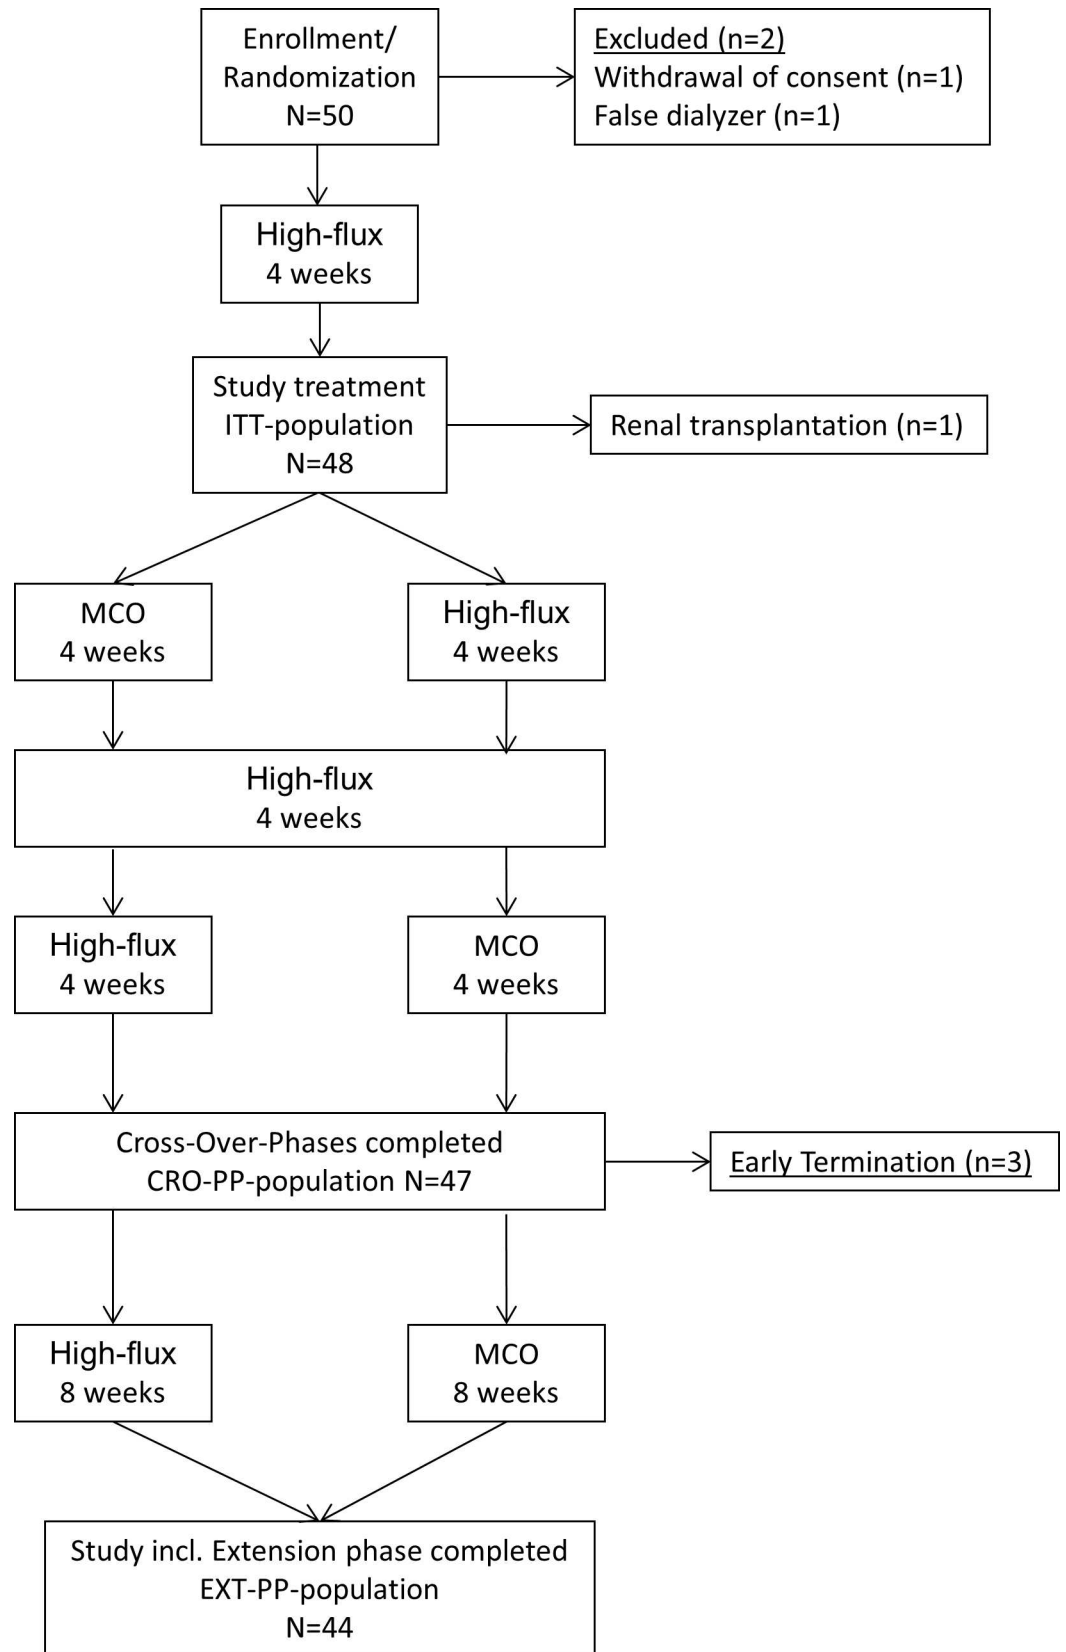 Enrollment/
Randomization
N=50
Excluded (n=2)
Withdrawal of consent (n=1)
False dialyzer (n=1)
High-flux
4 weeks
Study treatment
ITT-population
N=48
Renal transplantation (n=1)
MCO
4 weeks
High-flux
4 weeks
High-flux
4 weeks
High-flux
4 weeks
MCO
4 weeks
Cross-Over-Phases completed
CRO-PP-population N=47
Early Termination (n=3)
High-flux
8 weeks
MCO
8 weeks
Study incl. Extension phase completed
EXT-PP-population
N=44